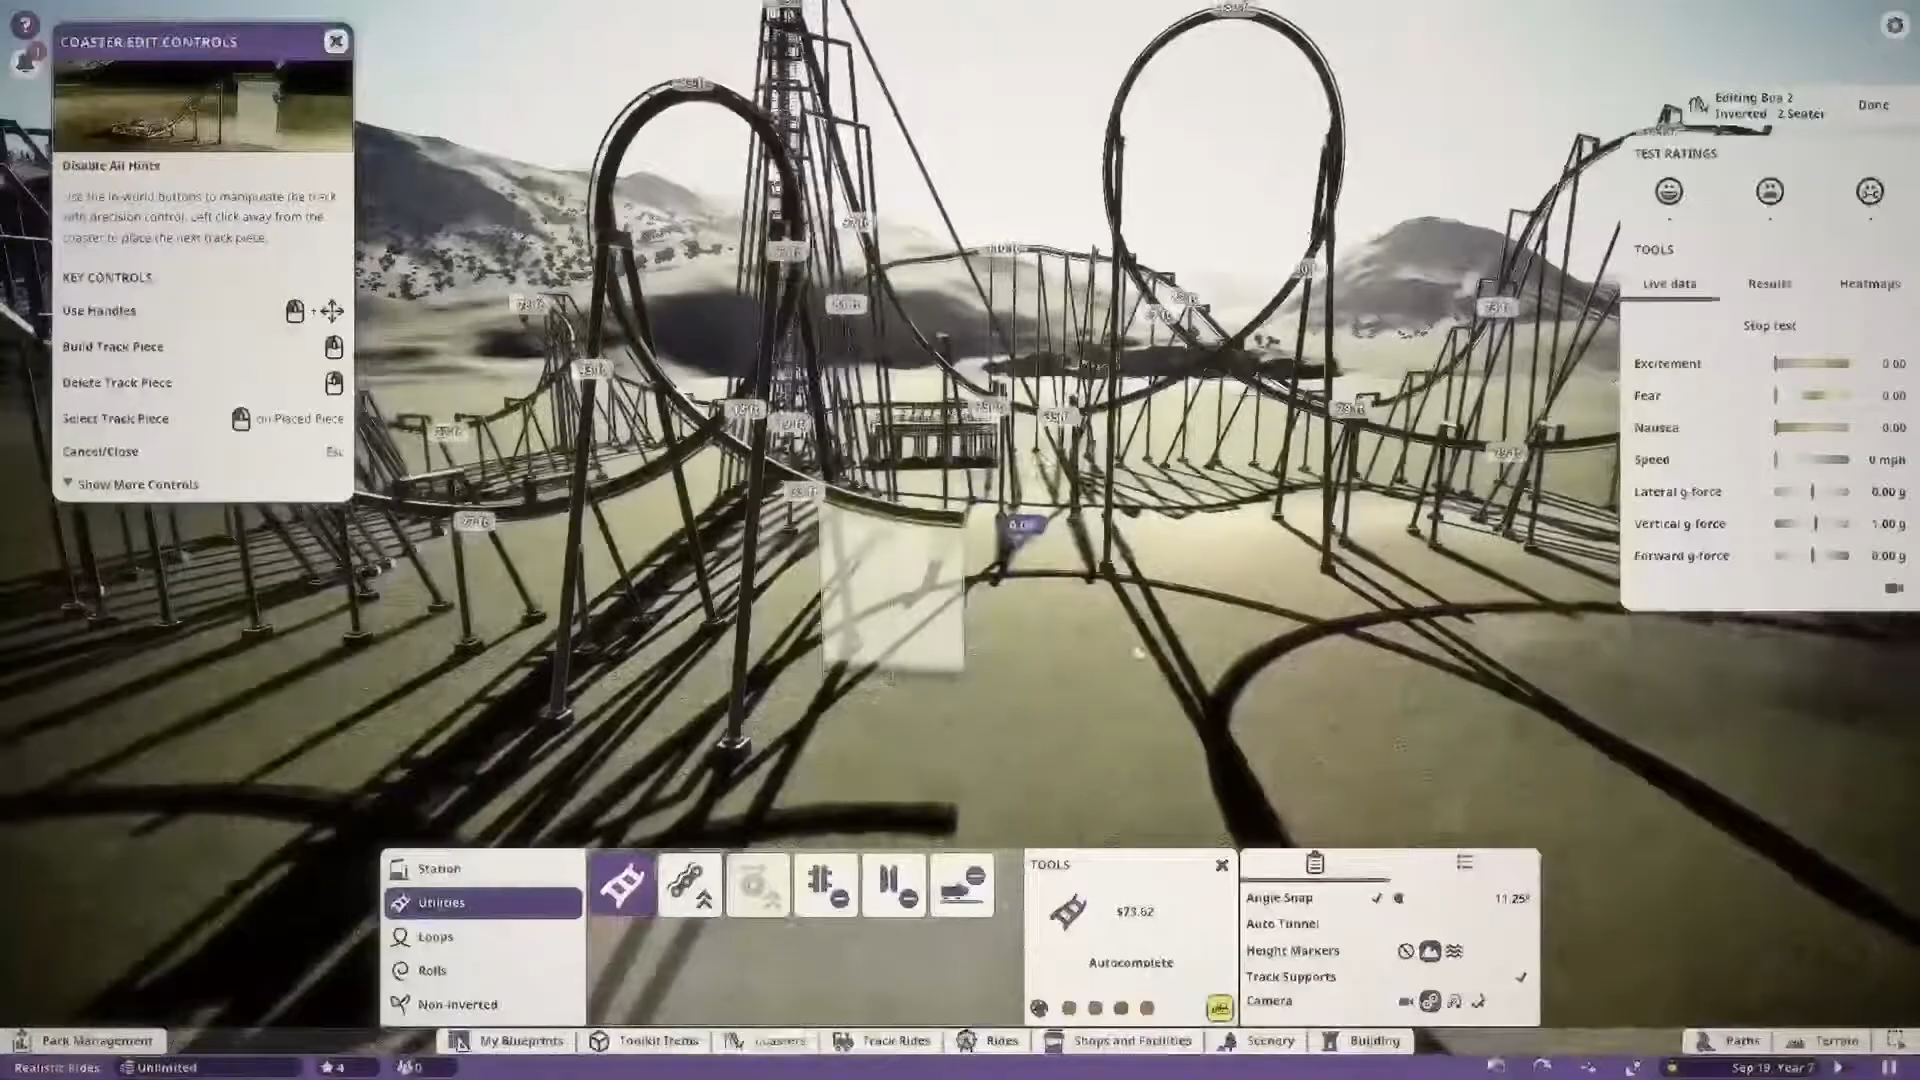 ?
COASTER EDIT CONTROLS
Disable All Hints
Use the in-world buttons to manipulate the track
with precision control. Left click away from the
coaster to place the next track piece.
KEY CONTROLS
Use Handles
+
Build Track Piece
Delete Track Piece
Select Track Piece
on Placed Piece
Cancel/Close
Esc
Show More Controls
Editing Boa 2
Inverted 2 Seater
Done
TEST RATINGS
TOOLS
Live data
Results
Heatmaps
Stop test
Excitement
0.00
Fear
0.00
Nausea
0.00
Speed
0 mph
Lateral g-force
0.00 g
Vertical g-force
1.00 g
Forward g-force
0.00 g
Station
Utilities
Loops
Rolls
Non-inverted
TOOLS
$73.62
Autocomplete
Angle Snap
11.25°
Auto Tunnel
Height Markers
Track Supports
Camera
Park Management
My Blueprints
Toolkit Items
Coasters
Track Rides
Rides
Shops and Facilities
Scenery
Building
Paths
Terrain
Realistic Rides
Unlimited
4
0
Sep 19, Year 7